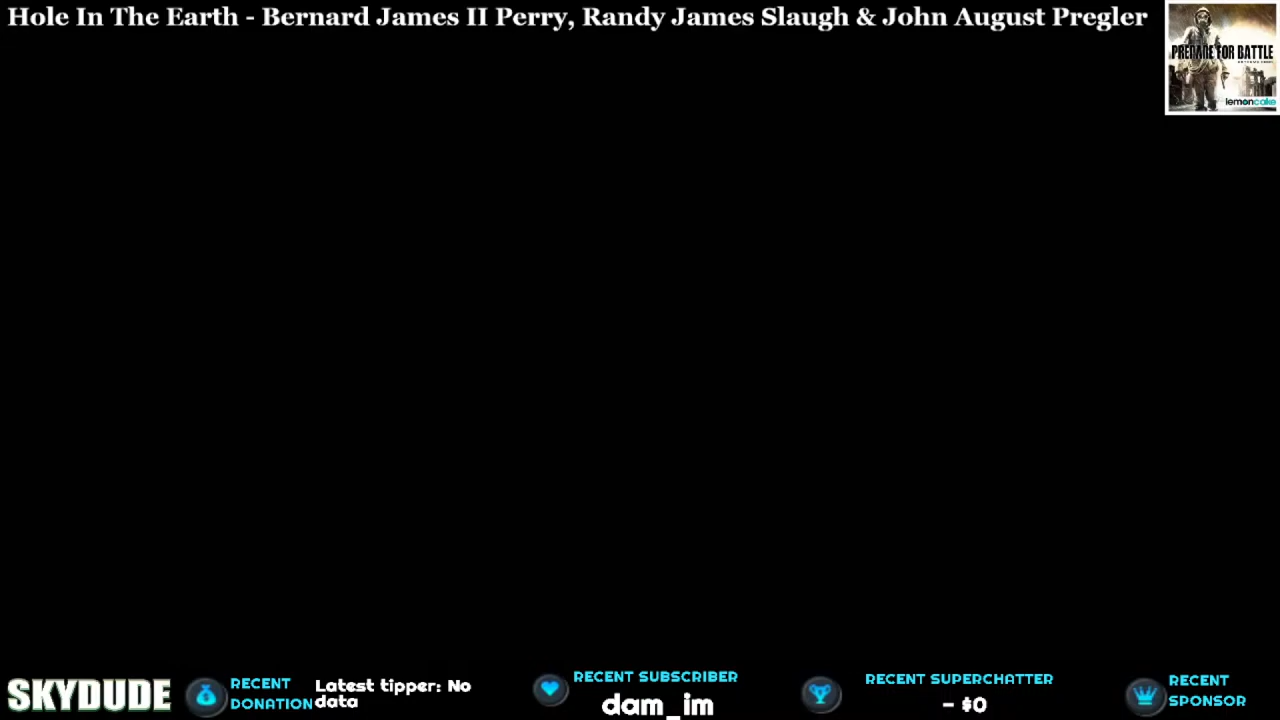 Hole In The Earth - Bernard James II Perry, Randy James Slaugh & John August Pregler
PREPARE FOR BATTLE
lemoncake
SKYDUDE
RECENT DONATION
Latest tipper: No data
RECENT SUBSCRIBER
dam_im
RECENT SUPERCHATTER
- $0
RECENT SPONSOR